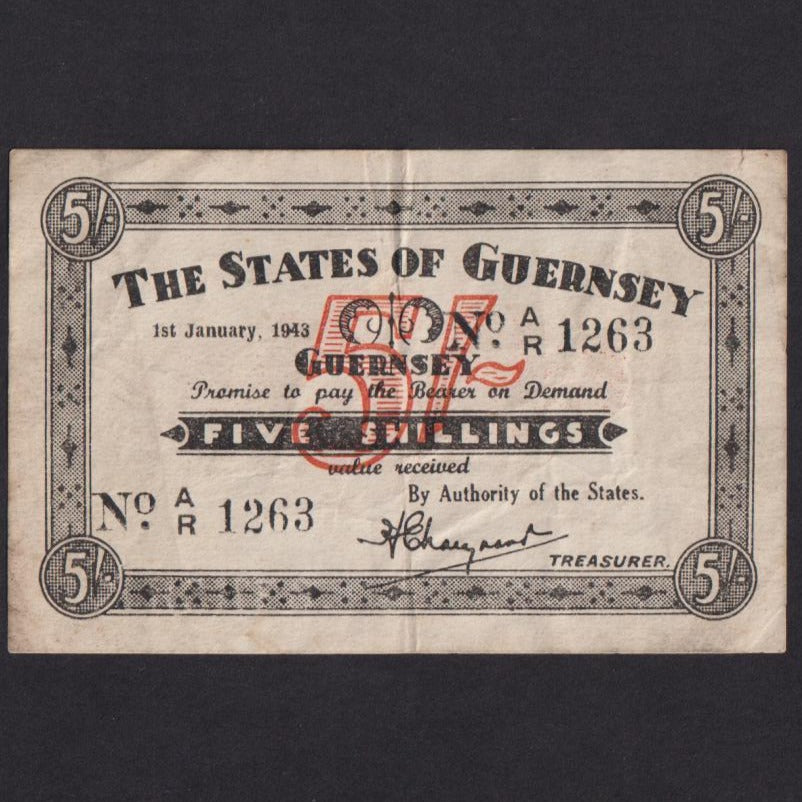 5/-
5/-
THE STATES OF GUERNSEY
1st January, 1943
5/-
No. A/R 1263
GUERNSEY
Promise to pay the Bearer on Demand
FIVE SHILLINGS
value received
By Authority of the States.
No. A/R 1263
TREASURER.
5/-
5/-